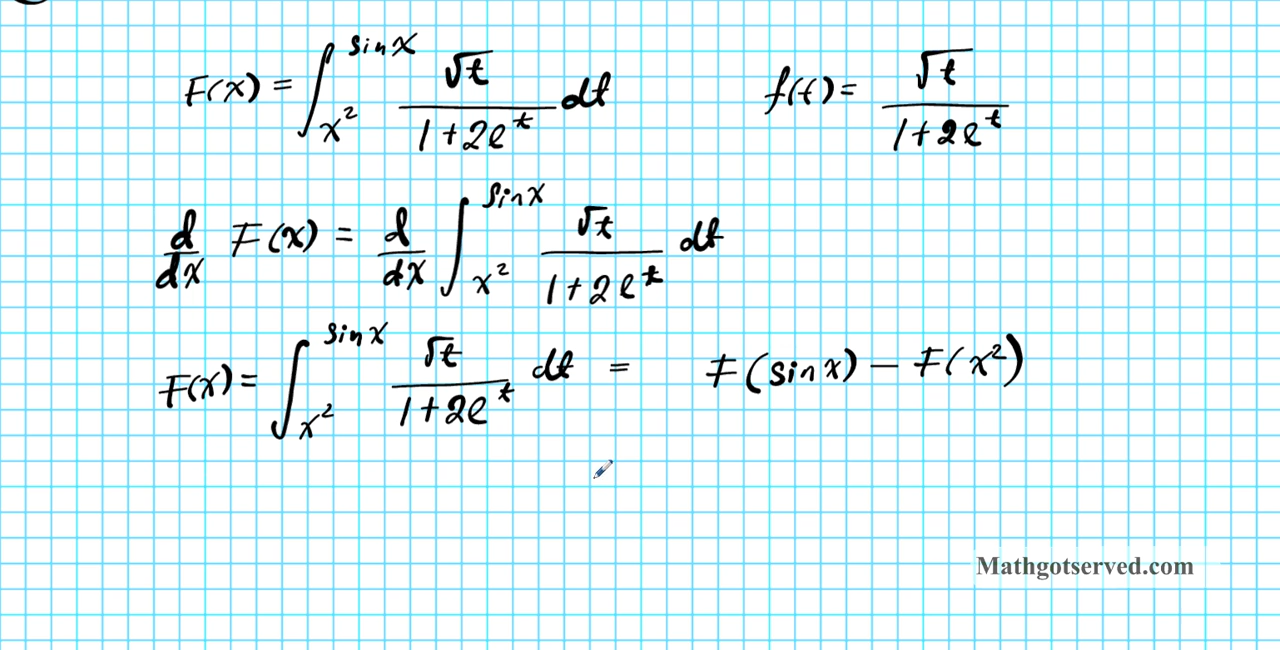 F(x) = ∫_{x²}^{sin x} √t / (1 + 2e^t) dt    f(t) = √t / (1 + 2e^t)
d/dx F(x) = d/dx ∫_{x²}^{sin x} √t / (1 + 2e^t) dt
F(x) = ∫_{x²}^{sin x} √t / (1 + 2e^t) dt = F(sin x) − F(x²)
Mathgotserved.com